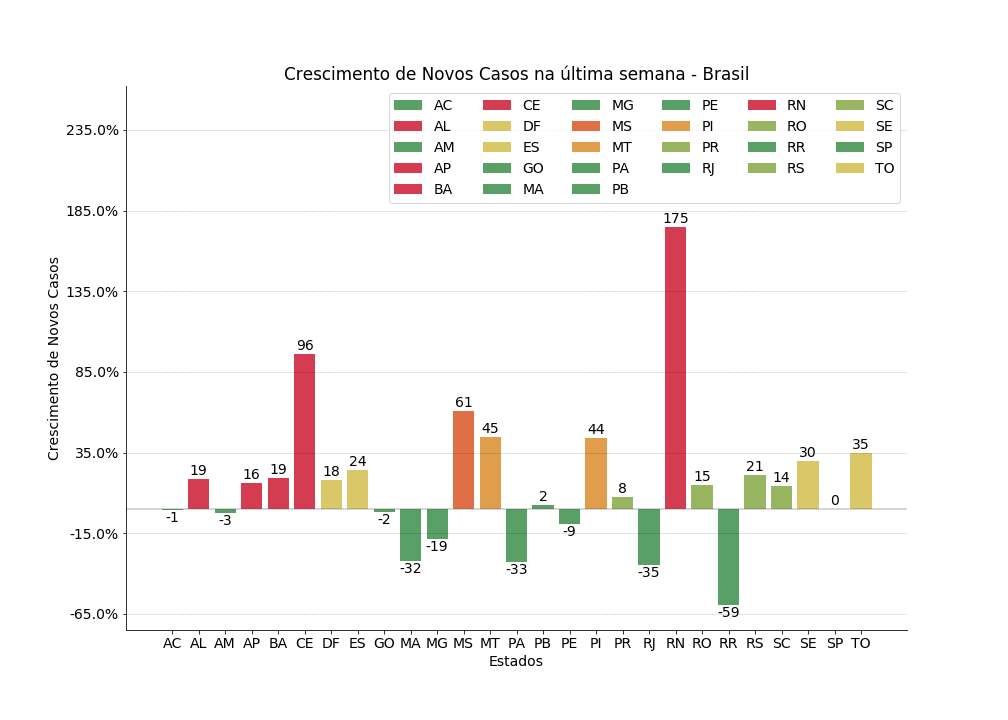 Crescimento de Novos Casos na última semana - Brasil
AC CE MG PE RN SC
AL DF MS PI RO SE
AM ES MT PR RR SP
AP GO PA RJ RS TO
BA MA PB
235.0%
185.0%
135.0%
85.0%
35.0%
-15.0%
-65.0%
Crescimento de Novos Casos
-1 19 -3 16 19 96 18 24 -2 -32 -19 61 45 -33 2 -9 44 8 -35 175 15 -59 21 14 30 0 35
AC AL AM AP BA CE DF ES GO MA MG MS MT PA PB PE PI PR RJ RN RO RR RS SC SE SP TO
Estados